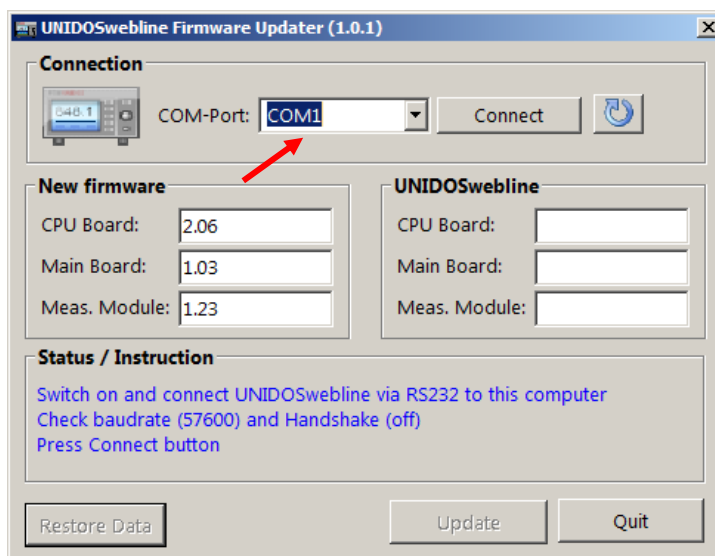 UNIDOSwebline Firmware Updater (1.0.1)
Connection
648.1
COM-Port: COM1 Connect
New firmware
CPU Board: 2.06
Main Board: 1.03
Meas. Module: 1.23
UNIDOSwebline
CPU Board:
Main Board:
Meas. Module:
Status / Instruction
Switch on and connect UNIDOSwebline via RS232 to this computer
Check baudrate (57600) and Handshake (off)
Press Connect button
Restore Data Update Quit